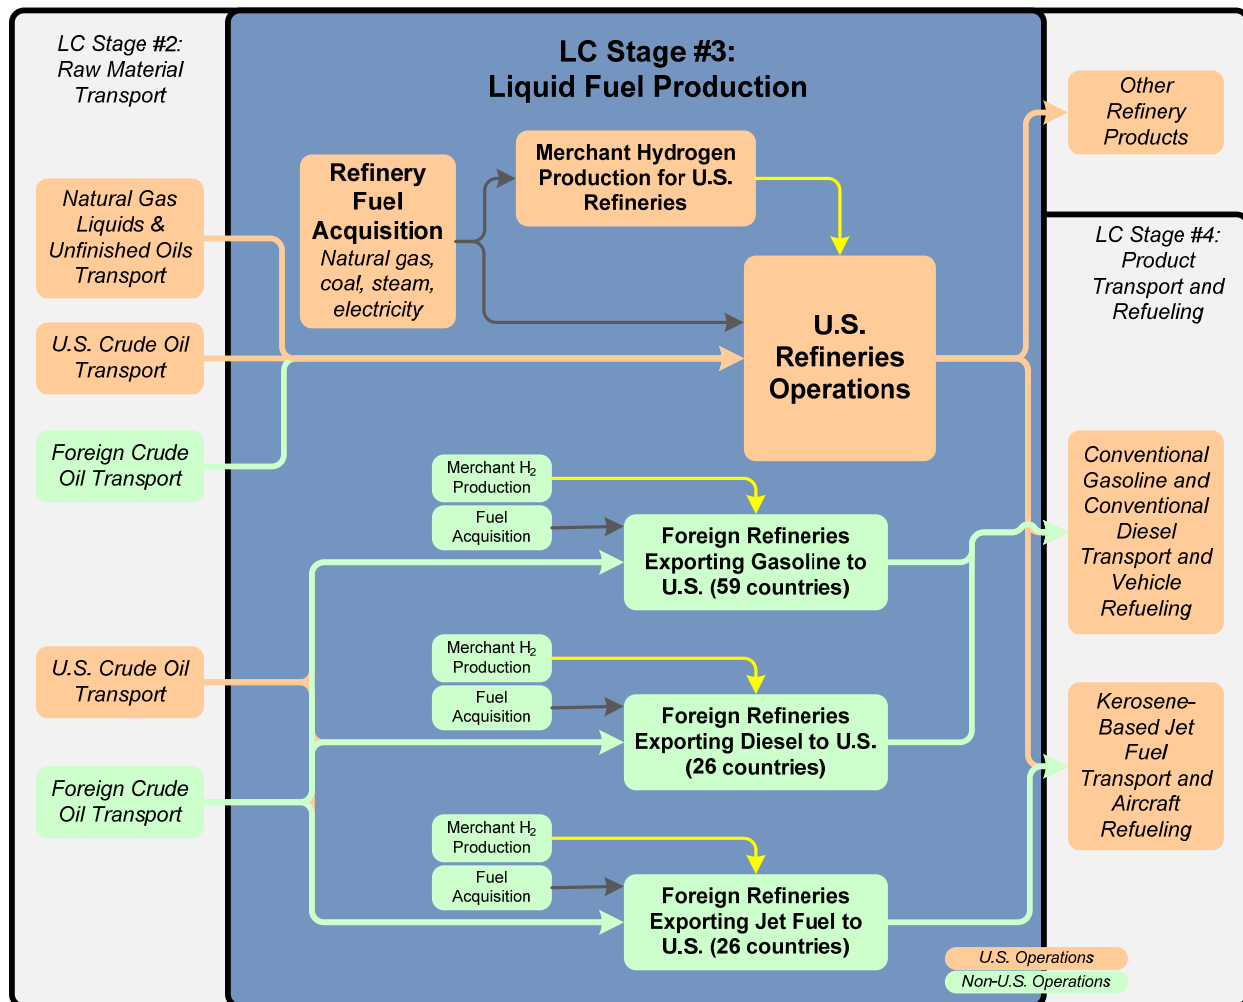 LC Stage #2:
Raw Material
Transport
LC Stage #3:
Liquid Fuel Production
Other
Refinery
Products
Refinery
Fuel
Acquisition
Natural gas,
coal, steam,
electricity
Merchant Hydrogen
Production for U.S.
Refineries
Natural Gas
Liquids &
Unfinished Oils
Transport
LC Stage #4:
Product
Transport and
Refueling
U.S. Crude Oil
Transport
U.S.
Refineries
Operations
Foreign Crude
Oil Transport
Merchant H2
Production
Fuel
Acquisition
Foreign Refineries
Exporting Gasoline to
U.S. (59 countries)
Conventional
Gasoline and
Conventional
Diesel
Transport and
Vehicle
Refueling
U.S. Crude Oil
Transport
Merchant H2
Production
Fuel
Acquisition
Foreign Refineries
Exporting Diesel to U.S.
(26 countries)
Kerosene-
Based Jet
Fuel
Transport and
Aircraft
Refueling
Foreign Crude
Oil Transport
Merchant H2
Production
Fuel
Acquisition
Foreign Refineries
Exporting Jet Fuel to
U.S. (26 countries)
U.S. Operations
Non-U.S. Operations